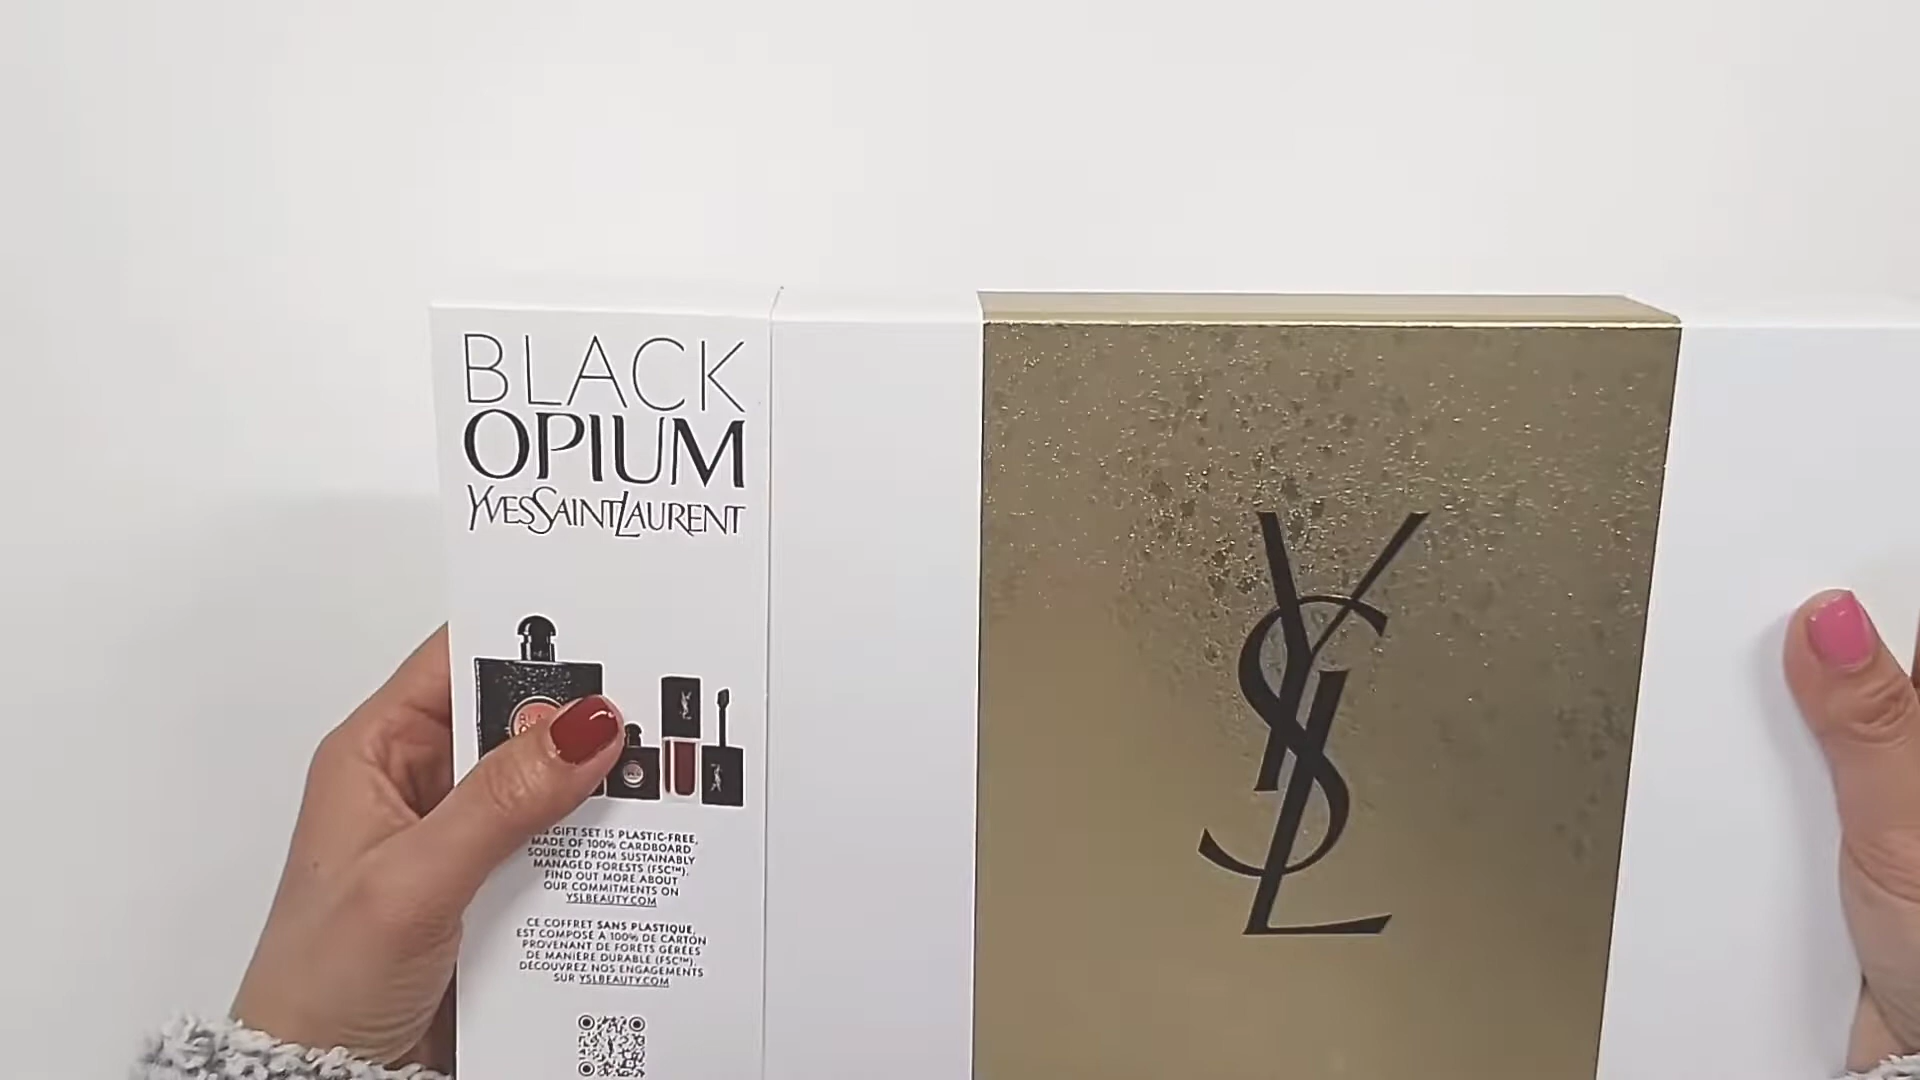 BLACK
OPIUM
YVESSAINTLAURENT
GIFT SET IS PLASTIC-FREE,
MADE OF 100% CARDBOARD
SOURCED FROM SUSTAINABLY
MANAGED FORESTS (FSC™).
FIND OUT MORE ABOUT
OUR COMMITMENTS ON
YSLBEAUTY.COM
CE COFFRET SANS PLASTIQUE,
EST COMPOSÉ À 100% DE CARTON
PROVENANT DE FORÊTS GÉRÉES
DE MANIÈRE DURABLE (FSC™).
DÉCOUVREZ NOS ENGAGEMENTS
SUR YSLBEAUTY.COM
YSL